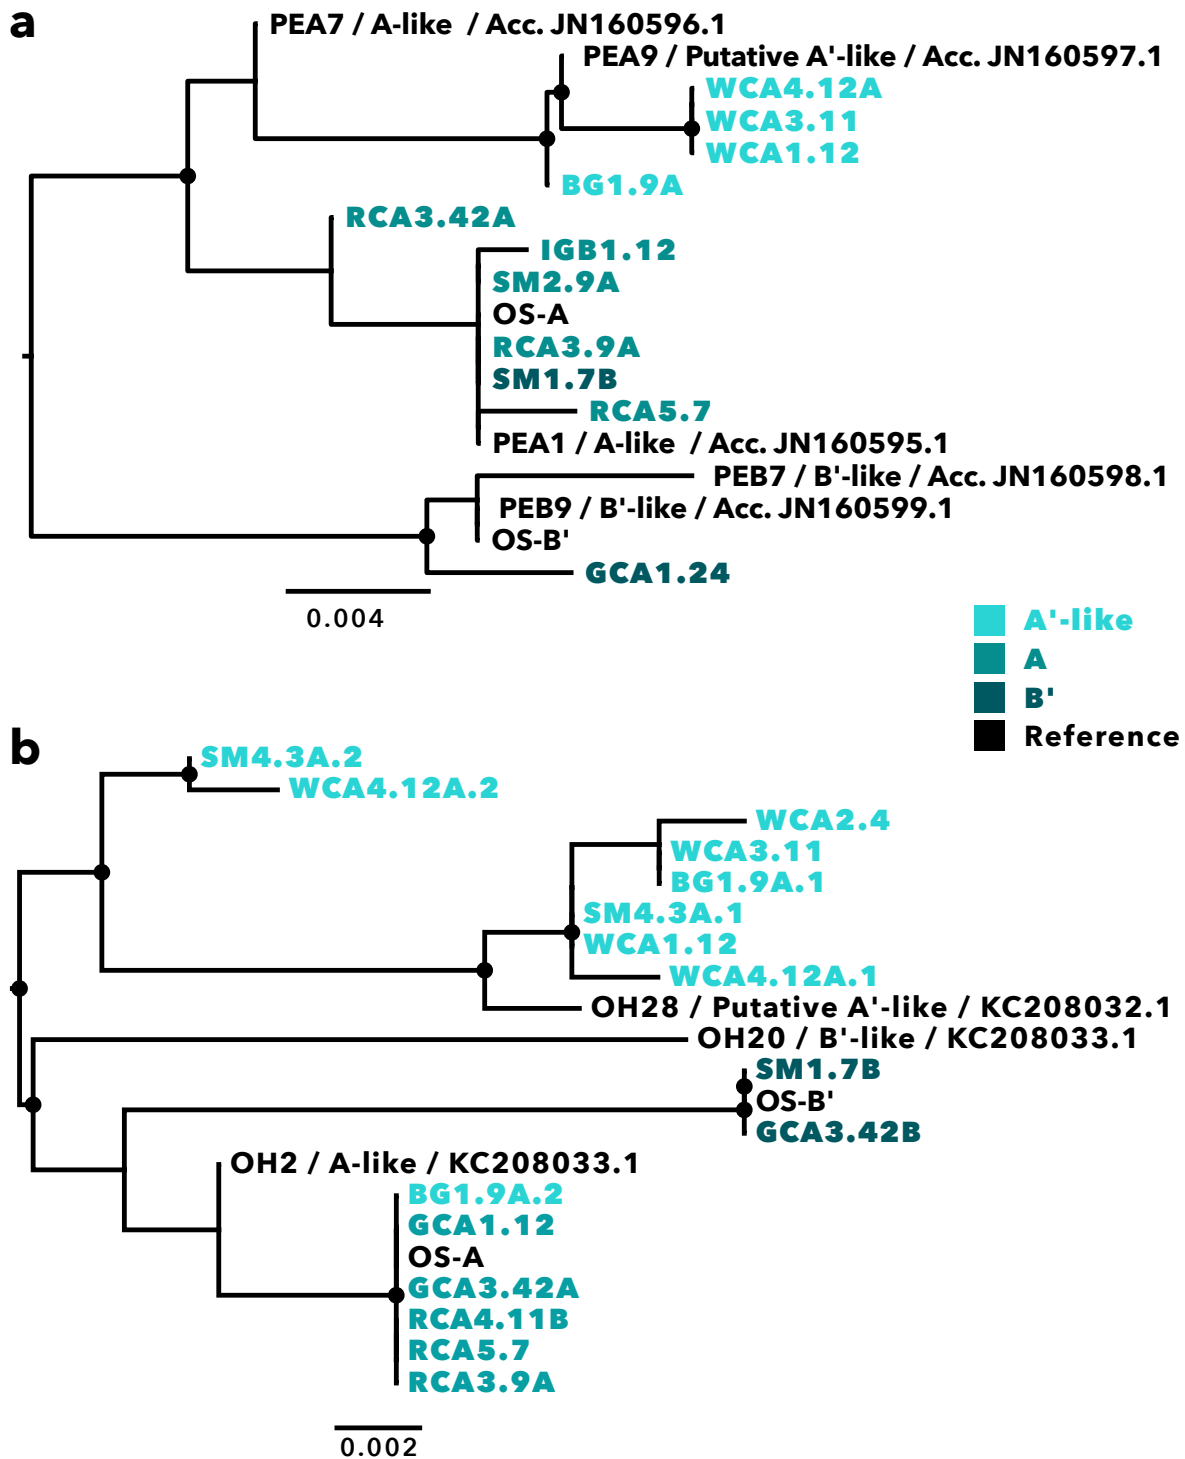 a
PEA7 / A-like / Acc. JN160596.1
PEA9 / Putative A'-like / Acc. JN160597.1
WCA4.12A
WCA3.11
WCA1.12
BG1.9A
RCA3.42A
IGB1.12
SM2.9A
OS-A
RCA3.9A
SM1.7B
RCA5.7
PEA1 / A-like / Acc. JN160595.1
PEB7 / B'-like / Acc. JN160598.1
PEB9 / B'-like / Acc. JN160599.1
OS-B'
GCA1.24
0.004
A'-like
A
B'
Reference
b
SM4.3A.2
WCA4.12A.2
WCA2.4
WCA3.11
BG1.9A.1
SM4.3A.1
WCA1.12
WCA4.12A.1
OH28 / Putative A'-like / KC208032.1
OH20 / B'-like / KC208033.1
SM1.7B
OS-B'
GCA3.42B
OH2 / A-like / KC208033.1
BG1.9A.2
GCA1.12
OS-A
GCA3.42A
RCA4.11B
RCA5.7
RCA3.9A
0.002